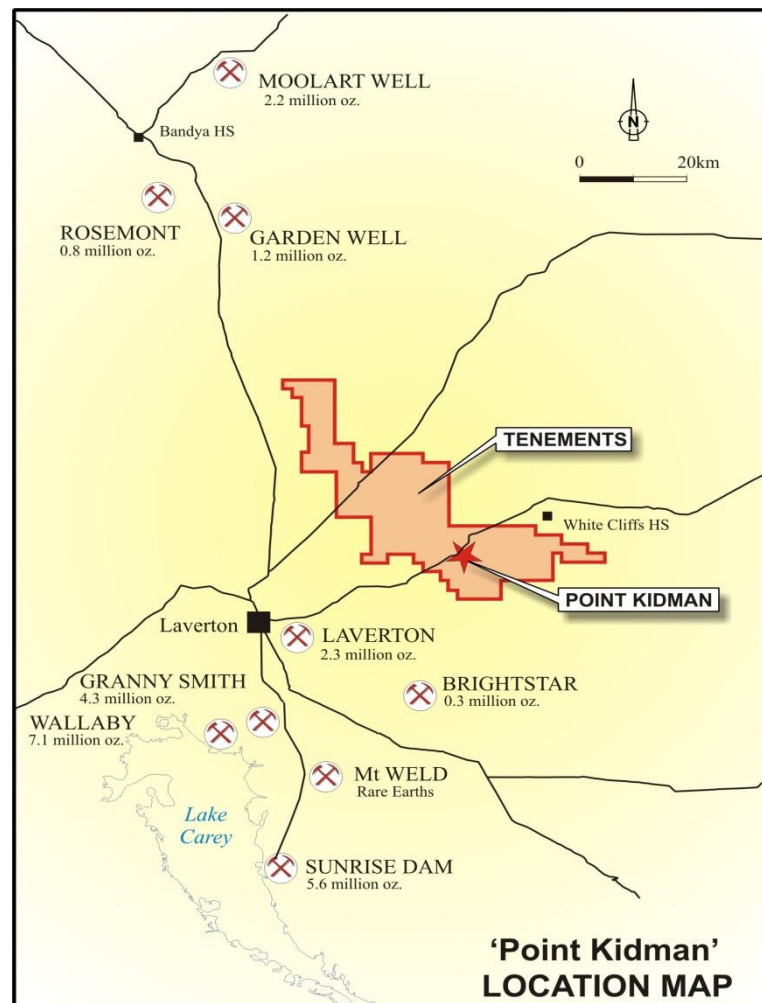 MOOLART WELL
2.2 million oz.
Bandya HS
N
0 20km
ROSEMONT
0.8 million oz.
GARDEN WELL
1.2 million oz.
TENEMENTS
White Cliffs HS
POINT KIDMAN
Laverton
LAVERTON
2.3 million oz.
GRANNY SMITH
4.3 million oz.
BRIGHTSTAR
0.3 million oz.
WALLABY
7.1 million oz.
Mt WELD
Rare Earths
Lake
Carey
SUNRISE DAM
5.6 million oz.
'Point Kidman'
LOCATION MAP